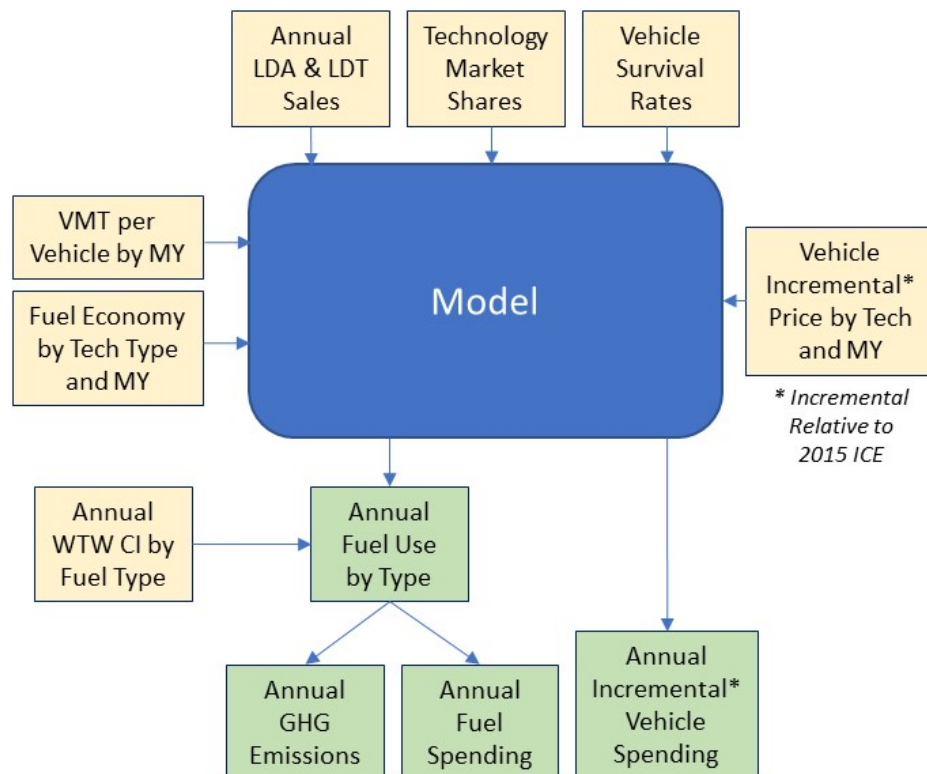 Annual
LDA & LDT
Sales
Technology
Market
Shares
Vehicle
Survival
Rates
VMT per
Vehicle by MY
Fuel Economy
by Tech Type
and MY
Model
Vehicle
Incremental*
Price by Tech
and MY
* Incremental
Relative to
2015 ICE
Annual
WTW CI by
Fuel Type
Annual
Fuel Use
by Type
Annual
GHG
Emissions
Annual
Fuel
Spending
Annual
Incremental*
Vehicle
Spending